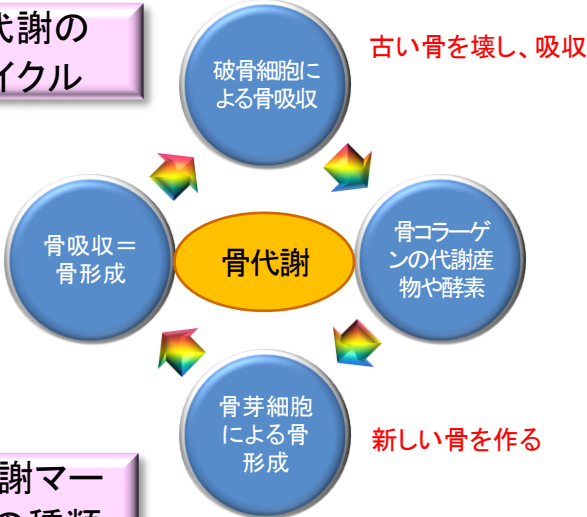 代謝の
イクル
破骨細胞に
よる骨吸収
古い骨を壊し、吸収
骨吸収＝
骨形成
骨代謝
骨コラーゲ
ンの代謝産
物や酵素
骨芽細胞
による骨
形成
新しい骨を作る
謝マー
の種類